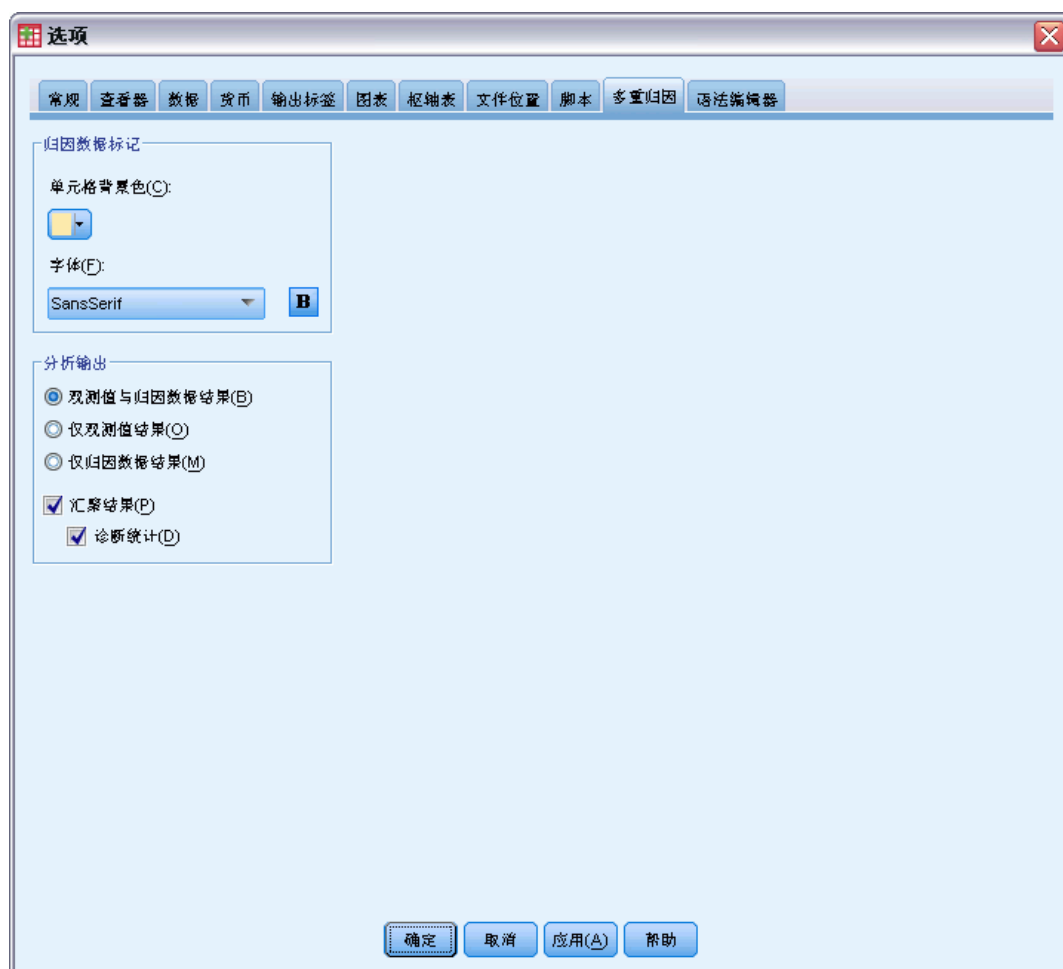 选项
常规 查看器 数据 货币 输出标签 图表 枢轴表 文件位置 脚本 多重归因 语法编辑器
归因数据标记
单元格背景色(C):
字体(F):
SansSerif B
分析输出
观测值与归因数据结果(B)
仅观测值结果(O)
仅归因数据结果(M)
汇聚结果(P)
诊断统计(D)
确定 取消 应用(A) 帮助